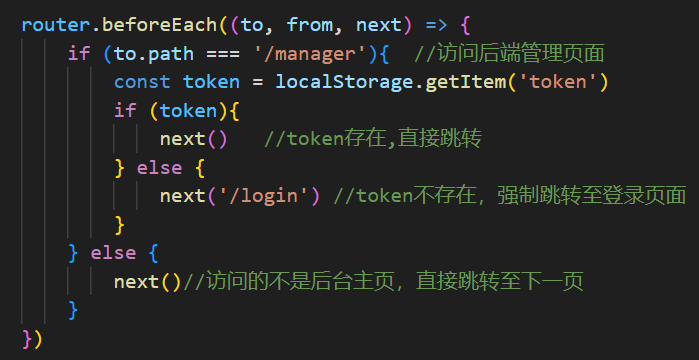 router.beforeEach((to, from, next) => {
if (to.path === '/manager'){ //访问后端管理页面
const token = localStorage.getItem('token')
if (token){
next() //token存在,直接跳转
} else {
next('/login') //token不存在，强制跳转至登录页面
}
} else {
next()//访问的不是后台主页，直接跳转至下一页
}
})